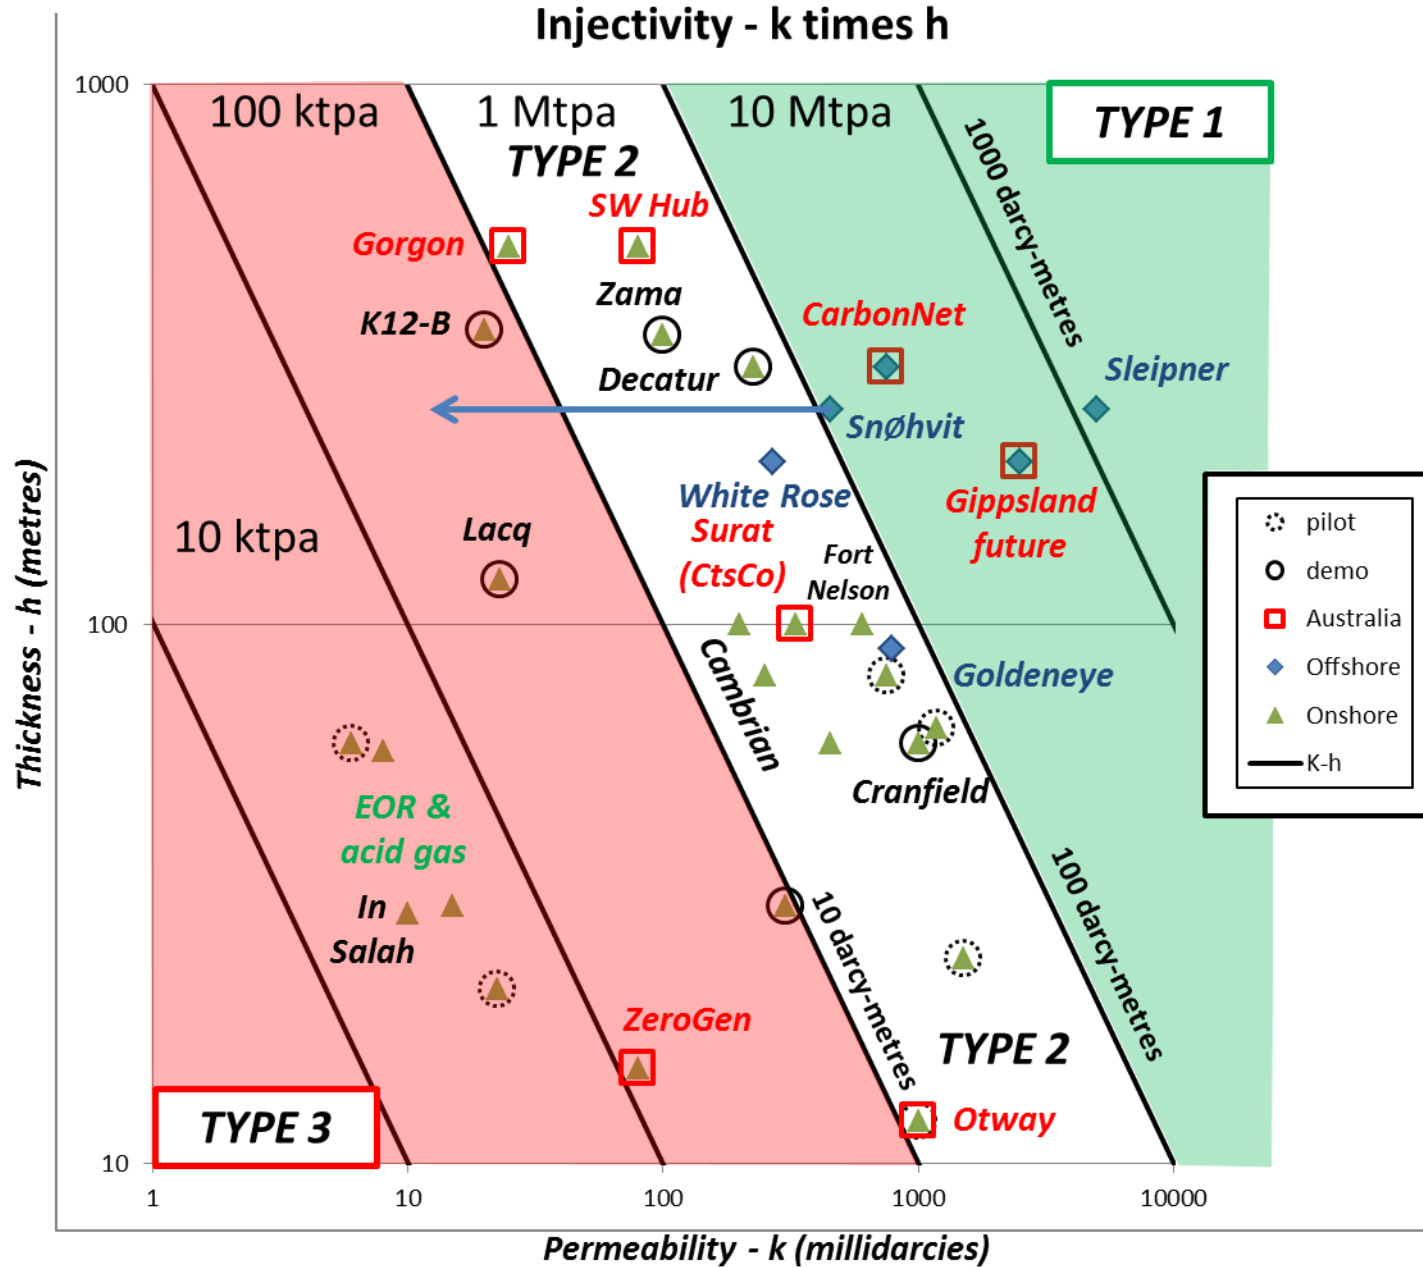 Injectivity - k times h
1000
100 ktpa
1 Mtpa
10 Mtpa
TYPE 1
TYPE 2
1000 darcy-metres
SW Hub
Gorgon
Zama
K12-B
CarbonNet
Decatur
Sleipner
Snøhvit
White Rose
Gippsland
future
10 ktpa
Lacq
Surat
(CtsCo)
Fort
Nelson
pilot
demo
Australia
Offshore
Onshore
K-h
100
Cambrian
Goldeneye
Cranfield
EOR &
acid gas
In
Salah
10 darcy-metres
100 darcy-metres
ZeroGen
TYPE 2
TYPE 3
Otway
10
1
10
100
1000
10000
Thickness - h (metres)
Permeability - k (millidarcies)